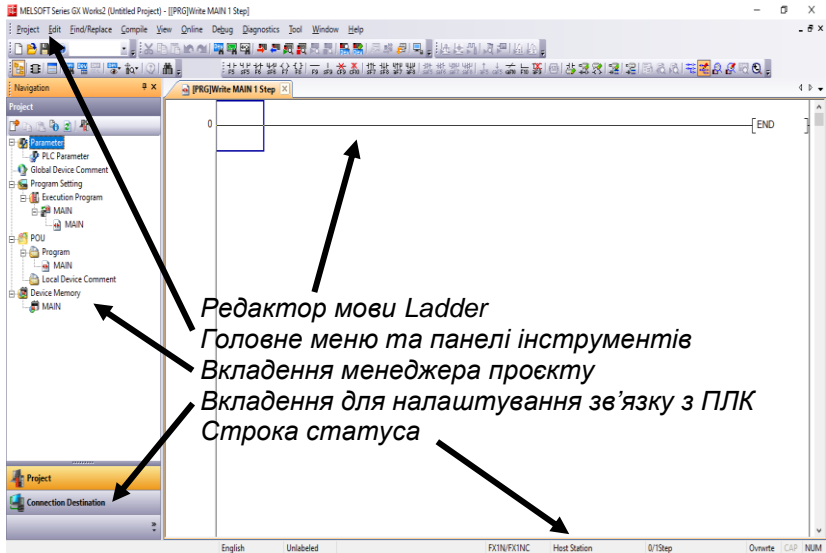 MELSOFT Series GX Works2 (Untitled Project) - [[PRG]Write MAIN 1 Step]
Project Edit Find/Replace Compile View Online Debug Diagnostics Tool Window Help
Navigation
[PRG]Write MAIN 1 Step
Project
0
END
Parameter
PLC Parameter
Global Device Comment
Program Setting
Execution Program
MAIN
MAIN
POU
Program
MAIN
Local Device Comment
Device Memory
MAIN
Редактор мови Ladder
Головне меню та панелі інструментів
Вкладення менеджера проєкту
Вкладення для налаштування зв’язку з ПЛК
Строка статуса
Project
Connection Destination
English Unlabeled FX1N/FX1NC Host Station 0/1Step Ovrwrte CAP NUM